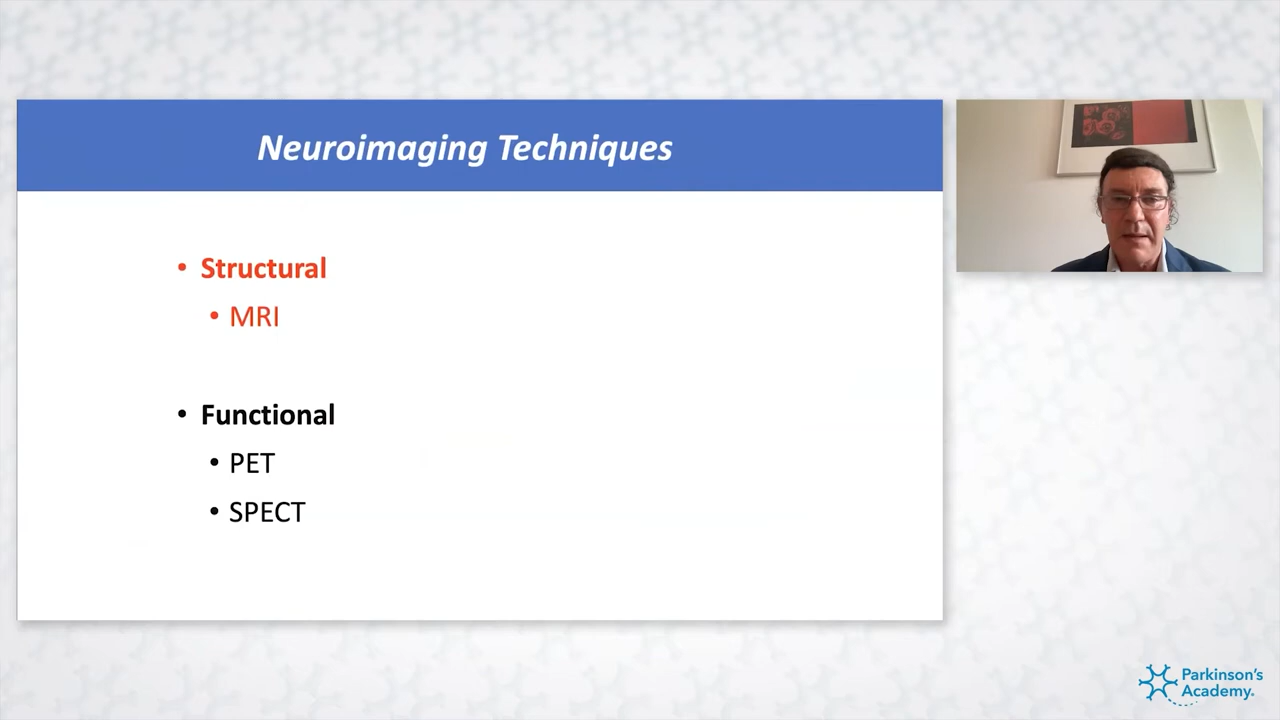 Neuroimaging Techniques
• Structural
• MRI
• Functional
• PET
• SPECT
Parkinson's
Academy.